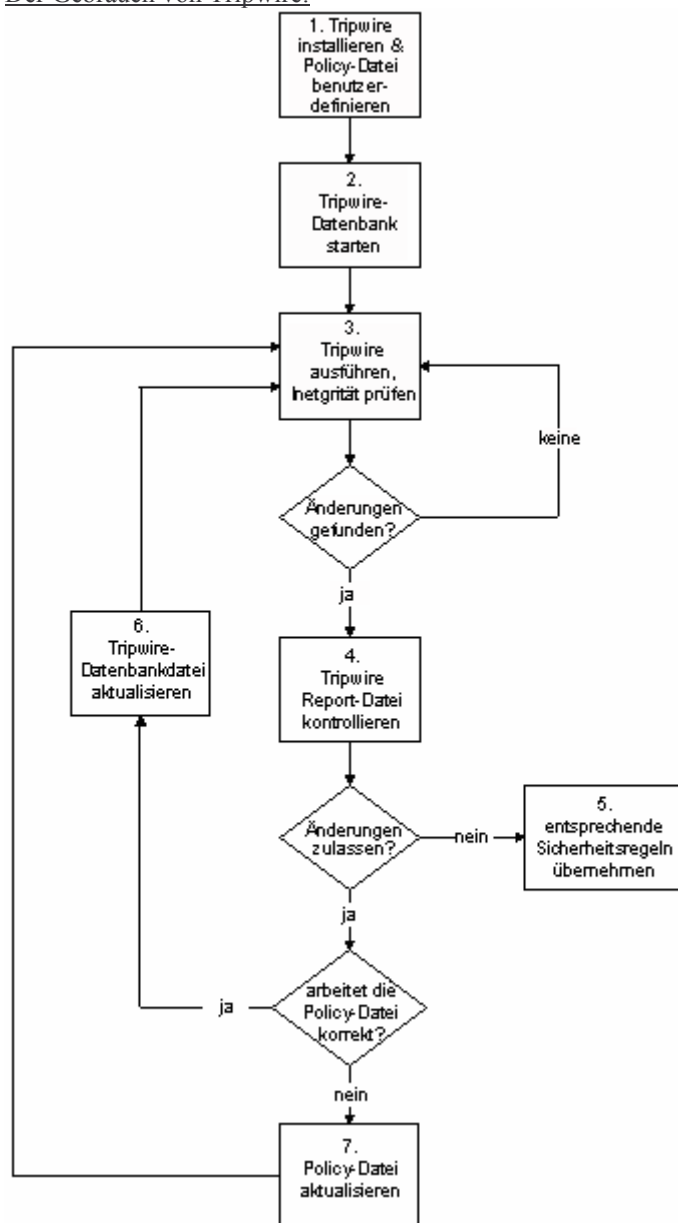 Der Gebrauch von Tripwire:
1. Tripwire
installieren &
Policy-Datei
benutzer-
definieren
2.
Tripwire-
Datenbank
starten
3.
Tripwire
ausführen,
Inetgrität prüfen
keine
Änderungen
gefunden?
ja
6.
Tripwire-
Datenbankdatei
aktualisieren
4.
Tripwire
Report-Datei
kontrollieren
Änderungen
zulassen?
nein
5.
entsprechende
Sicherheitsregeln
übernehmen
ja
arbeitet die
Policy-Datei
korrekt?
ja
nein
7.
Policy-Datei
aktualisieren